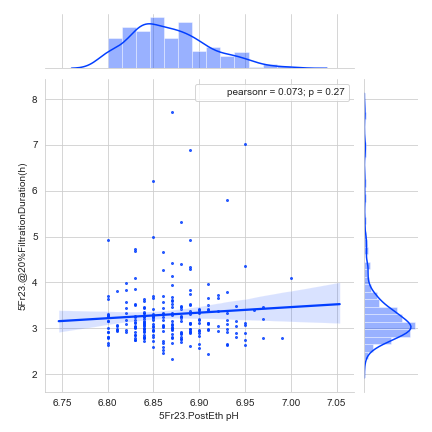 pearsonr = 0.073; p = 0.27
8
7
6
5
4
3
2
5Fr23.@20%FiltrationDuration(h)
6.75 6.80 6.85 6.90 6.95 7.00 7.05
5Fr23.PostEth pH